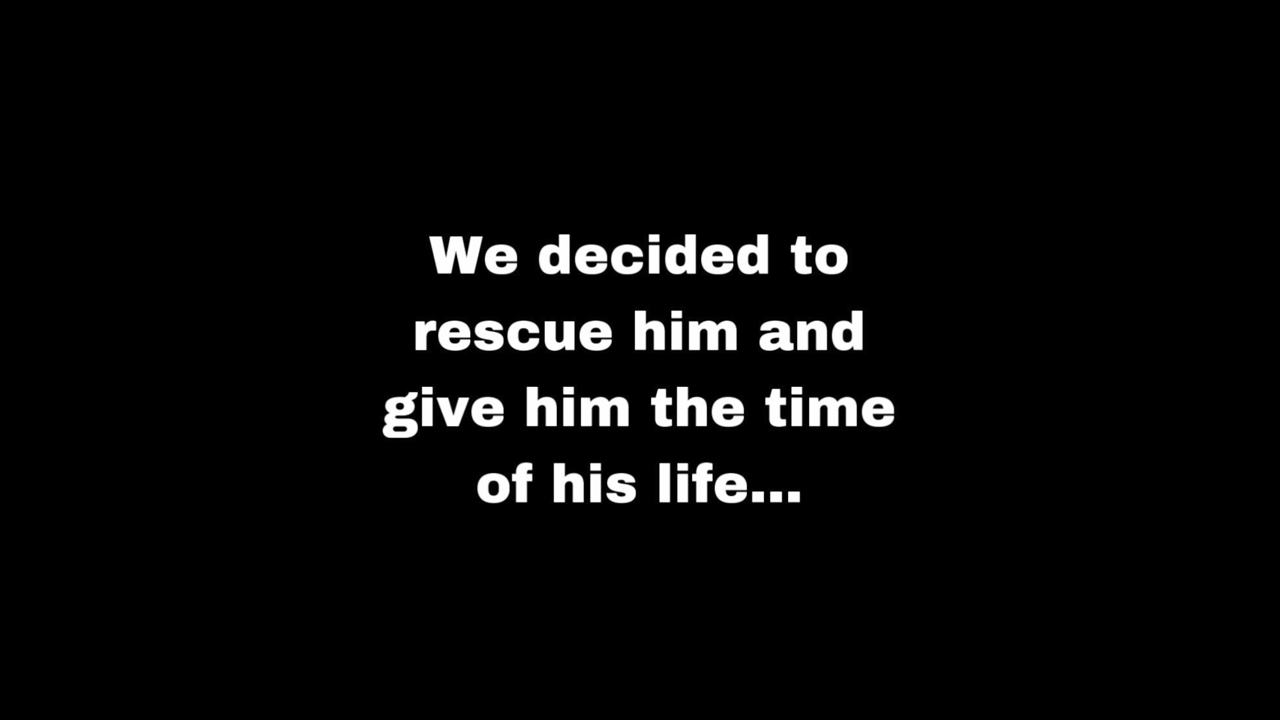 We decided to
rescue him and
give him the time
of his life...